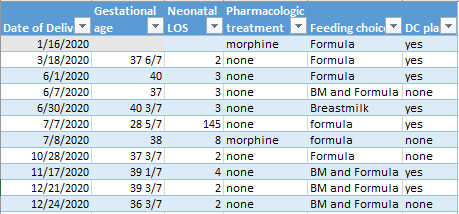 Gestational Neonatal Pharmacologic
Date of Deliv age LOS treatment Feeding choic DC pla
1/16/2020 morphine Formula yes
3/18/2020 37 6/7 2 none Formula yes
6/1/2020 40 3 none Formula yes
6/7/2020 37 3 none BM and Formula none
6/30/2020 40 3/7 3 none Breastmilk yes
7/7/2020 28 5/7 145 none formula yes
7/8/2020 38 8 morphine formula none
10/28/2020 37 3/7 2 none Formula none
11/17/2020 39 1/7 4 none BM and Formula yes
12/21/2020 39 3/7 2 none BM and Formula yes
12/24/2020 36 3/7 2 none BM and Formula none